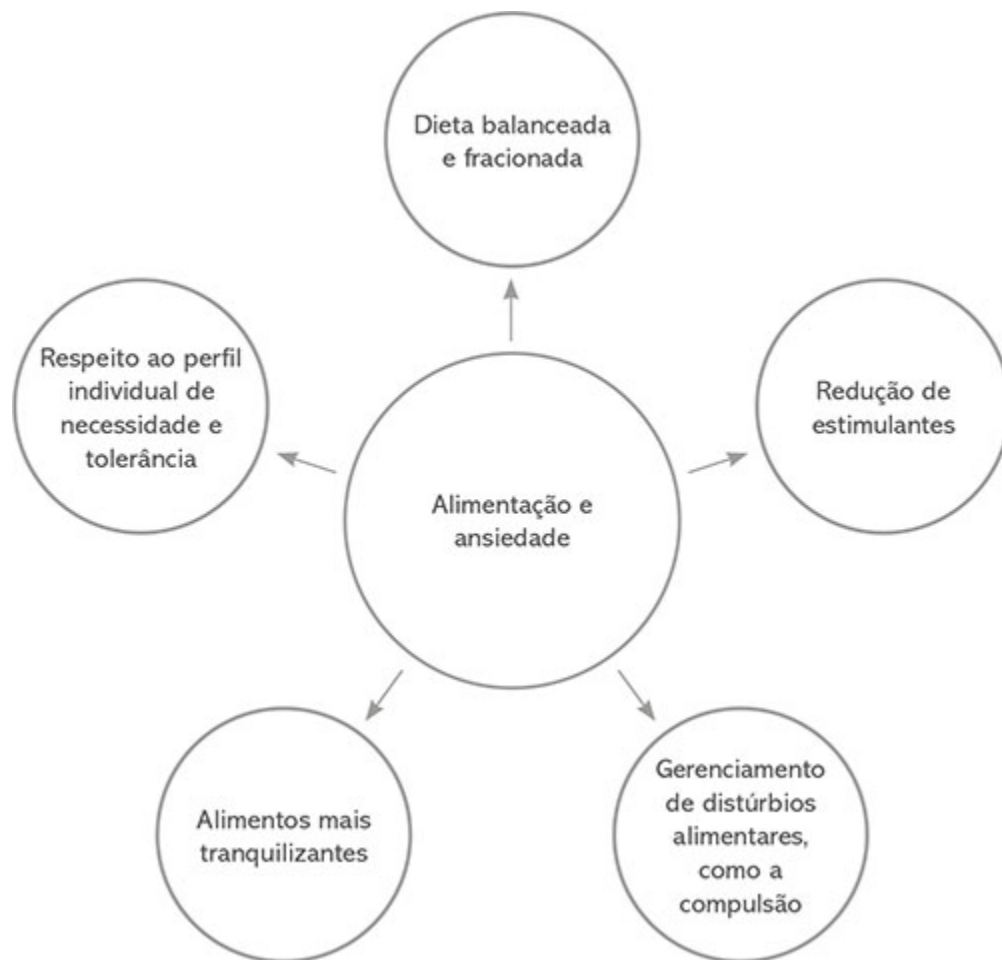 Dieta balanceada
e fracionada
Respeito ao perfil
individual de
necessidade e
tolerância
Redução de
estimulantes
Alimentação e
ansiedade
Alimentos mais
tranquilizantes
Gerenciamento
de distúrbios
alimentares,
como a
compulsão